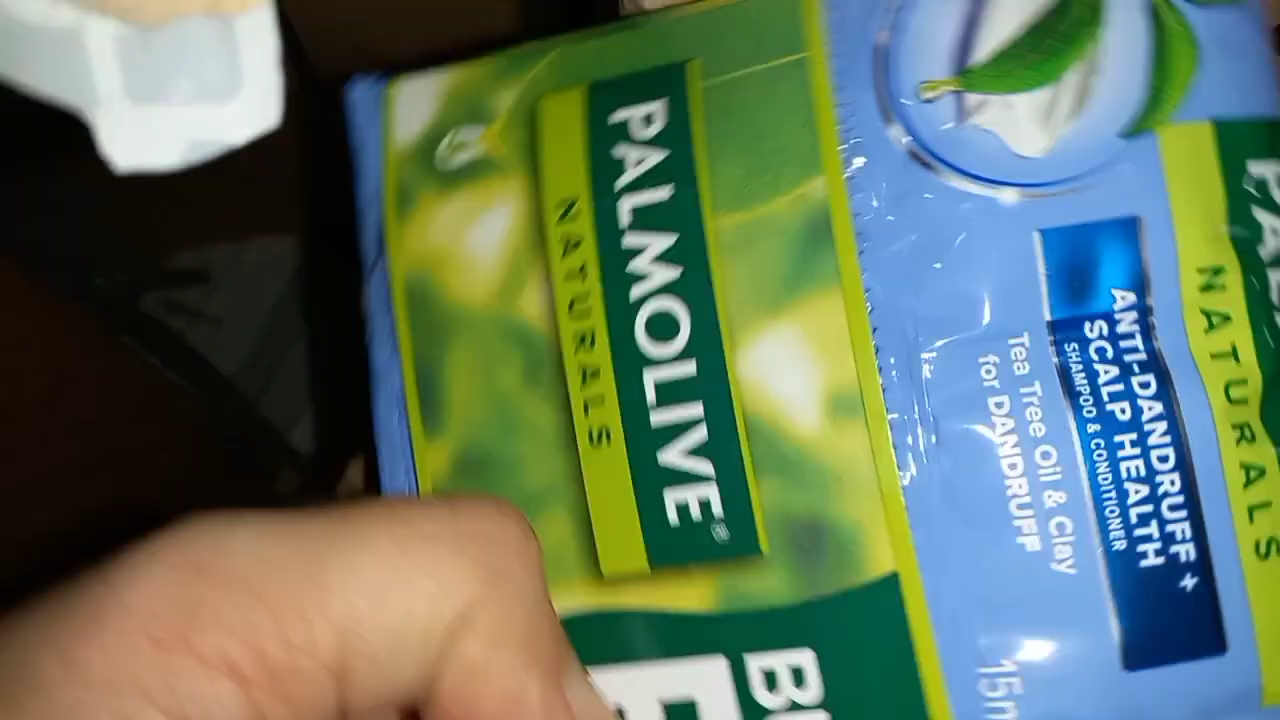 PALMOLIVE®
NATURALS
NATURALS
ANTI-DANDRUFF +
SCALP HEALTH
SHAMPOO & CONDITIONER
Tea Tree Oil & Clay
for DANDRUFF